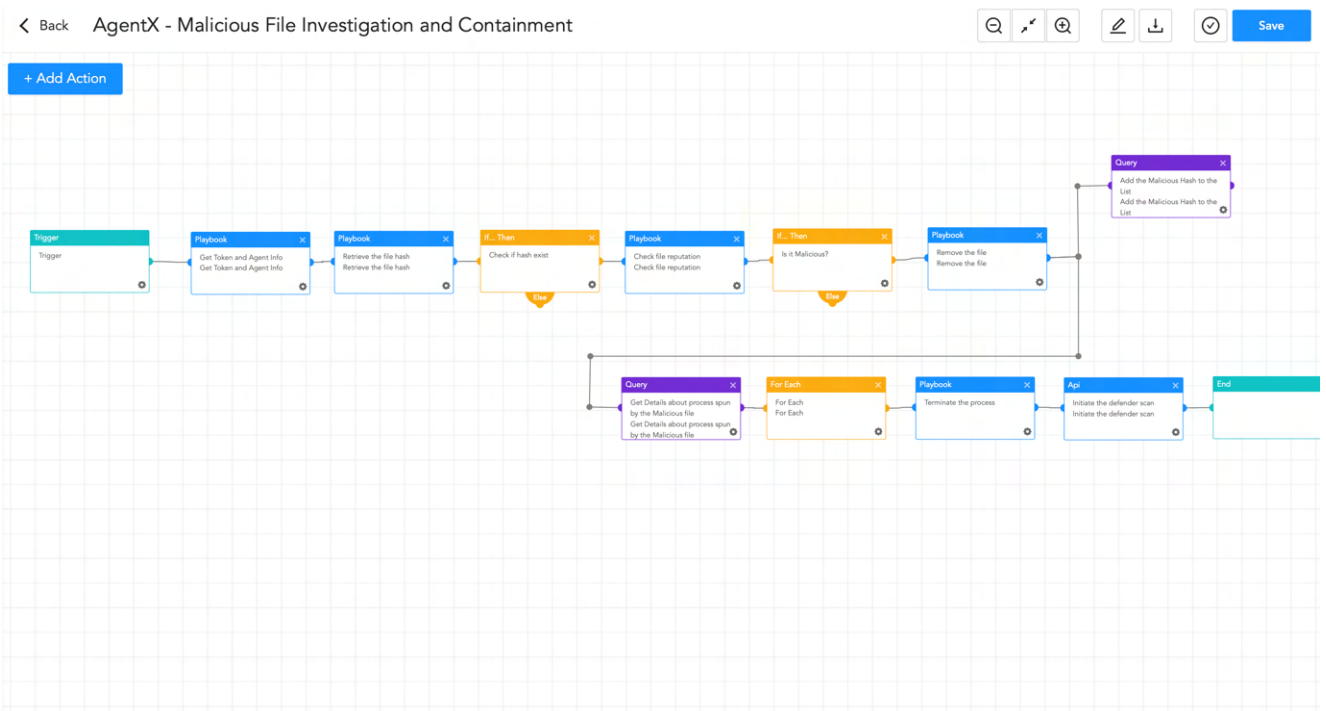 Back
AgentX - Malicious File Investigation and Containment
Save
+ Add Action
Query
Add the Malicious Hash to the
List
Add the Malicious Hash to the
List
Trigger
Trigger
Playbook
Get Token and Agent Info
Get Token and Agent Info
Playbook
Retrieve the file hash
Retrieve the file hash
If... Then
Check if hash exist
Else
Playbook
Check file reputation
Check file reputation
If... Then
Is it Malicious?
Else
Playbook
Remove the file
Remove the file
Query
Get Details about process spun
by the Malicious file
Get Details about process spun
by the Malicious file
For Each
For Each
For Each
Playbook
Terminate the process
Api
Initiate the defender scan
Initiate the defender scan
End